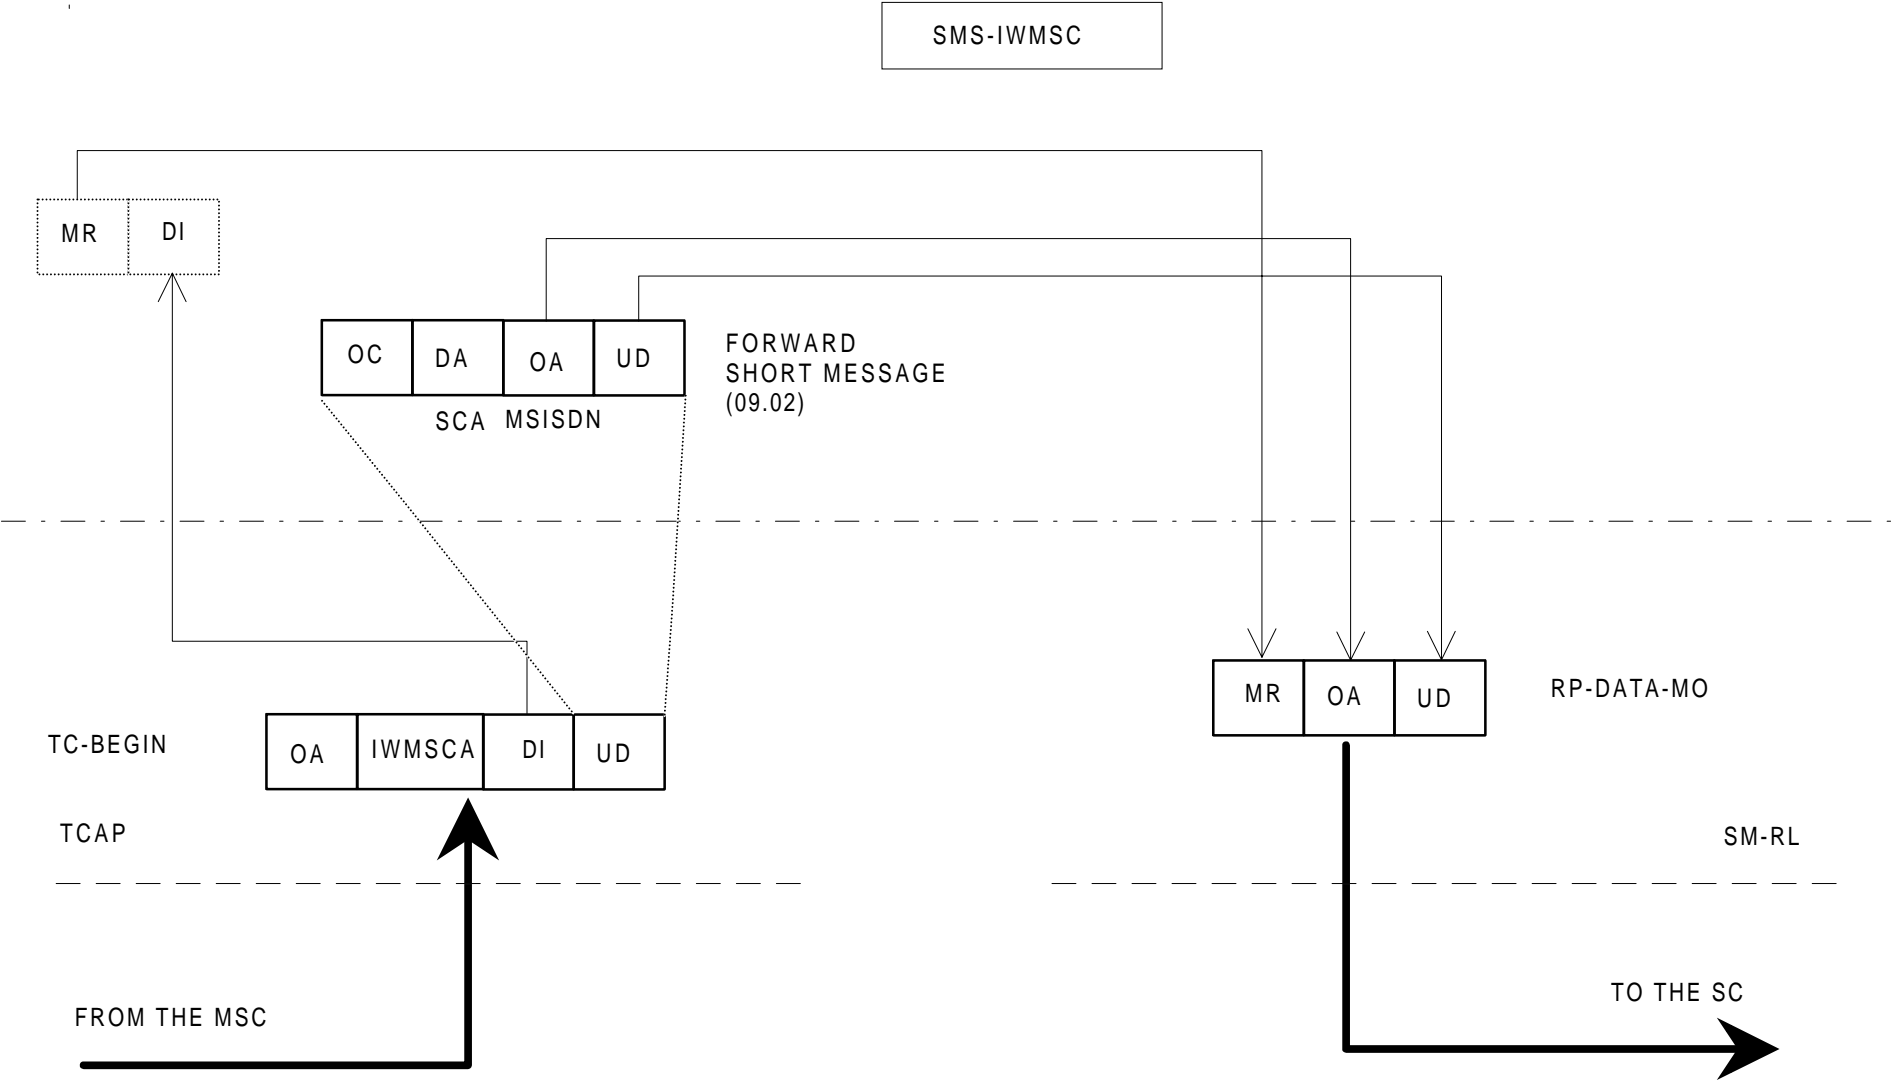 SMS-IWMSC
MR DI
OC DA OA UD
FORWARD
SHORT MESSAGE
(09.02)
SCA MSISDN
MR OA UD
RP-DATA-MO
TC-BEGIN
OA IWMSCA DI UD
TCAP
SM-RL
FROM THE MSC
TO THE SC